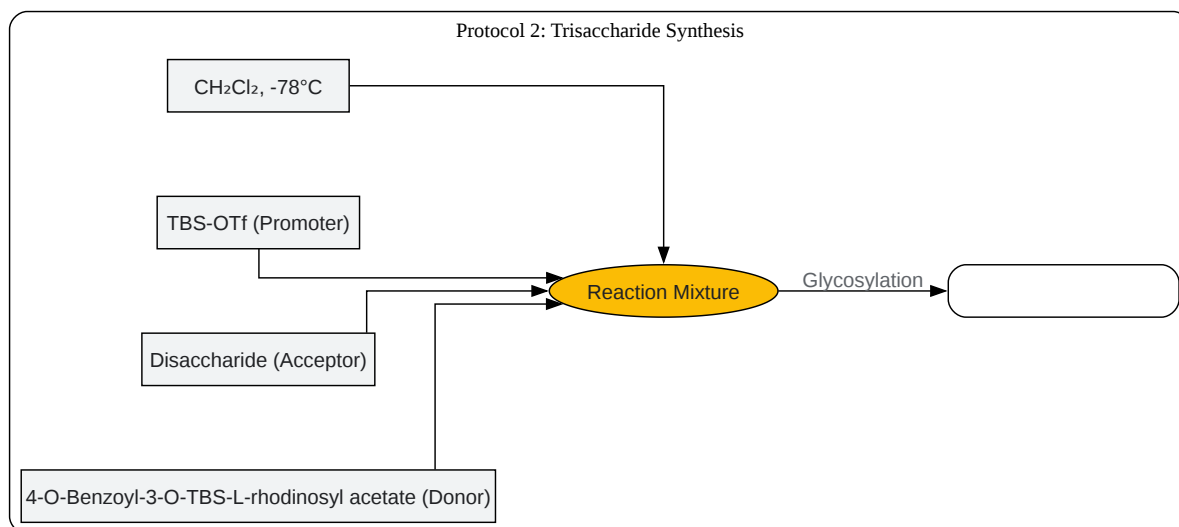 Protocol 2: Trisaccharide Synthesis
CH₂Cl₂, -78°C
TBS-OTf (Promoter)
Reaction Mixture
Glycosylation
Disaccharide (Acceptor)
4-O-Benzoyl-3-O-TBS-L-rhodinosyl acetate (Donor)